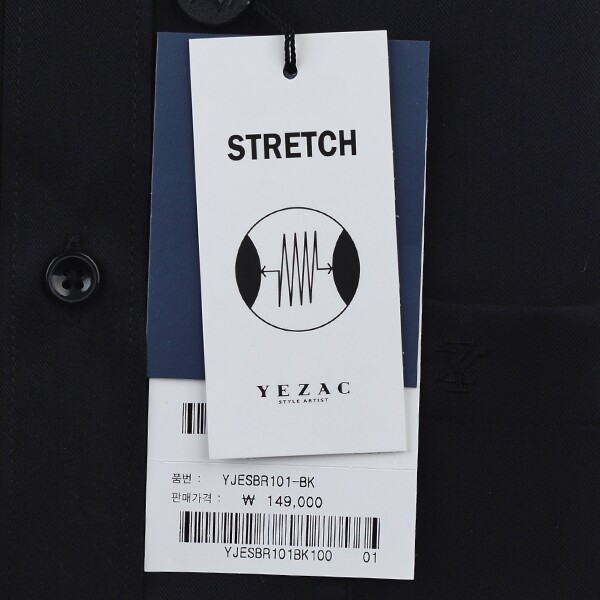 STRETCH
YEZAC
STYLE ARTIST
품번 : YJESBR101-BK
판매가격 : ₩ 149,000
YJESBR101BK100 01